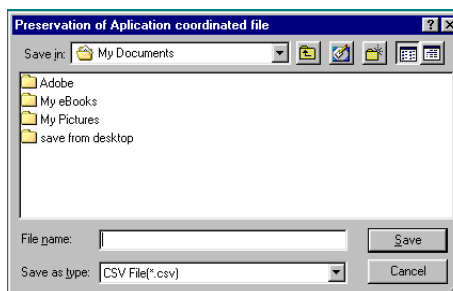 Preservation of Aplication coordinated file
Save in: My Documents
Adobe
My eBooks
My Pictures
save from desktop
File name: Save
Save as type: CSV File(*.csv) Cancel